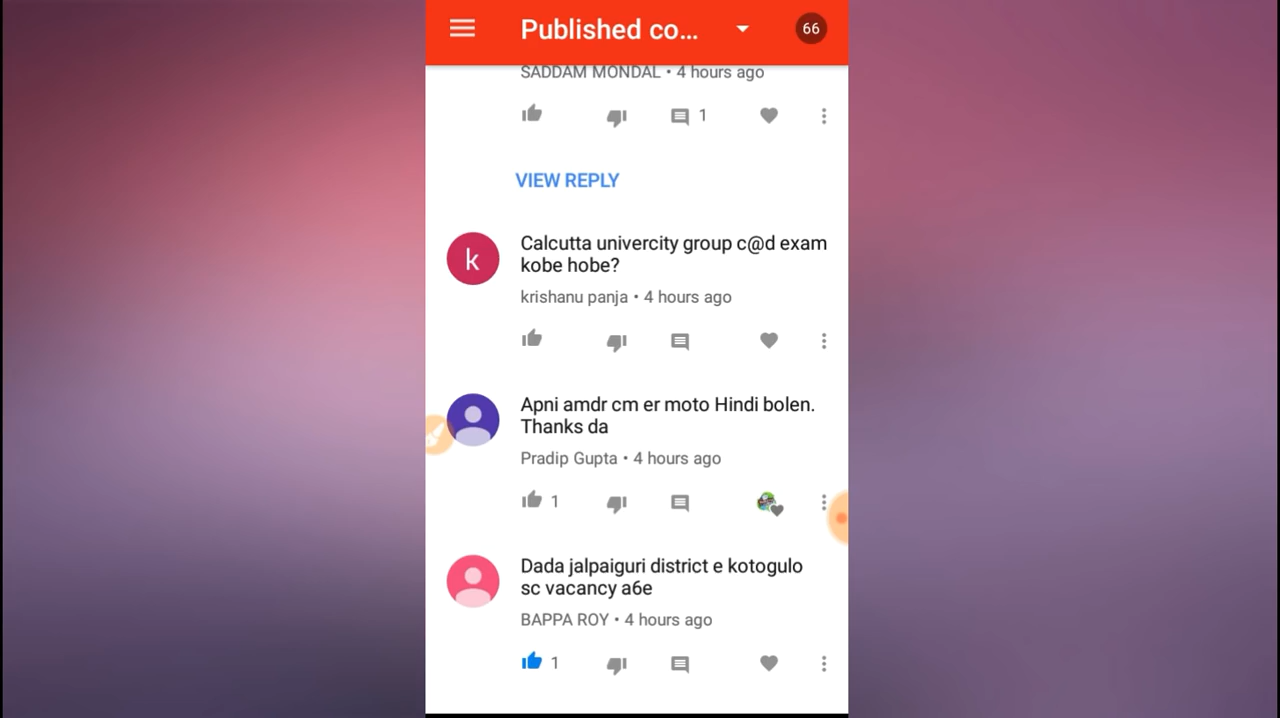 Published co...
66
SADDAM MONDAL • 4 hours ago
1
VIEW REPLY
k
Calcutta univercity group c@d exam
kobe hobe?
krishanu panja • 4 hours ago
Apni amdr cm er moto Hindi bolen.
Thanks da
Pradip Gupta • 4 hours ago
1
Dada jalpaiguri district e kotogulo
sc vacancy a6e
BAPPA ROY • 4 hours ago
1